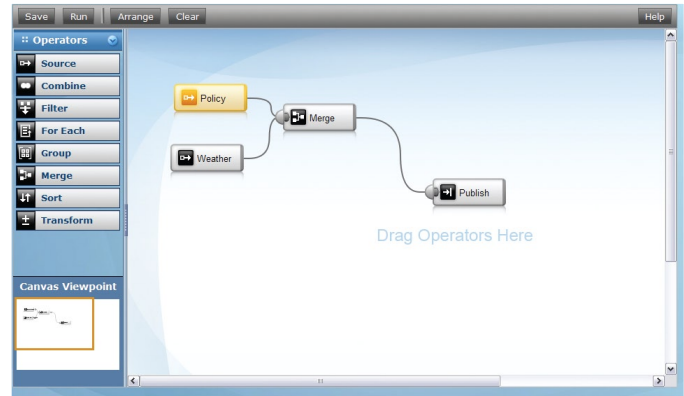 Save Run Arrange Clear Help
Operators
Source
Combine
Filter
For Each
Group
Merge
Sort
Transform
Canvas Viewpoint
Policy
Merge
Weather
Publish
Drag Operators Here